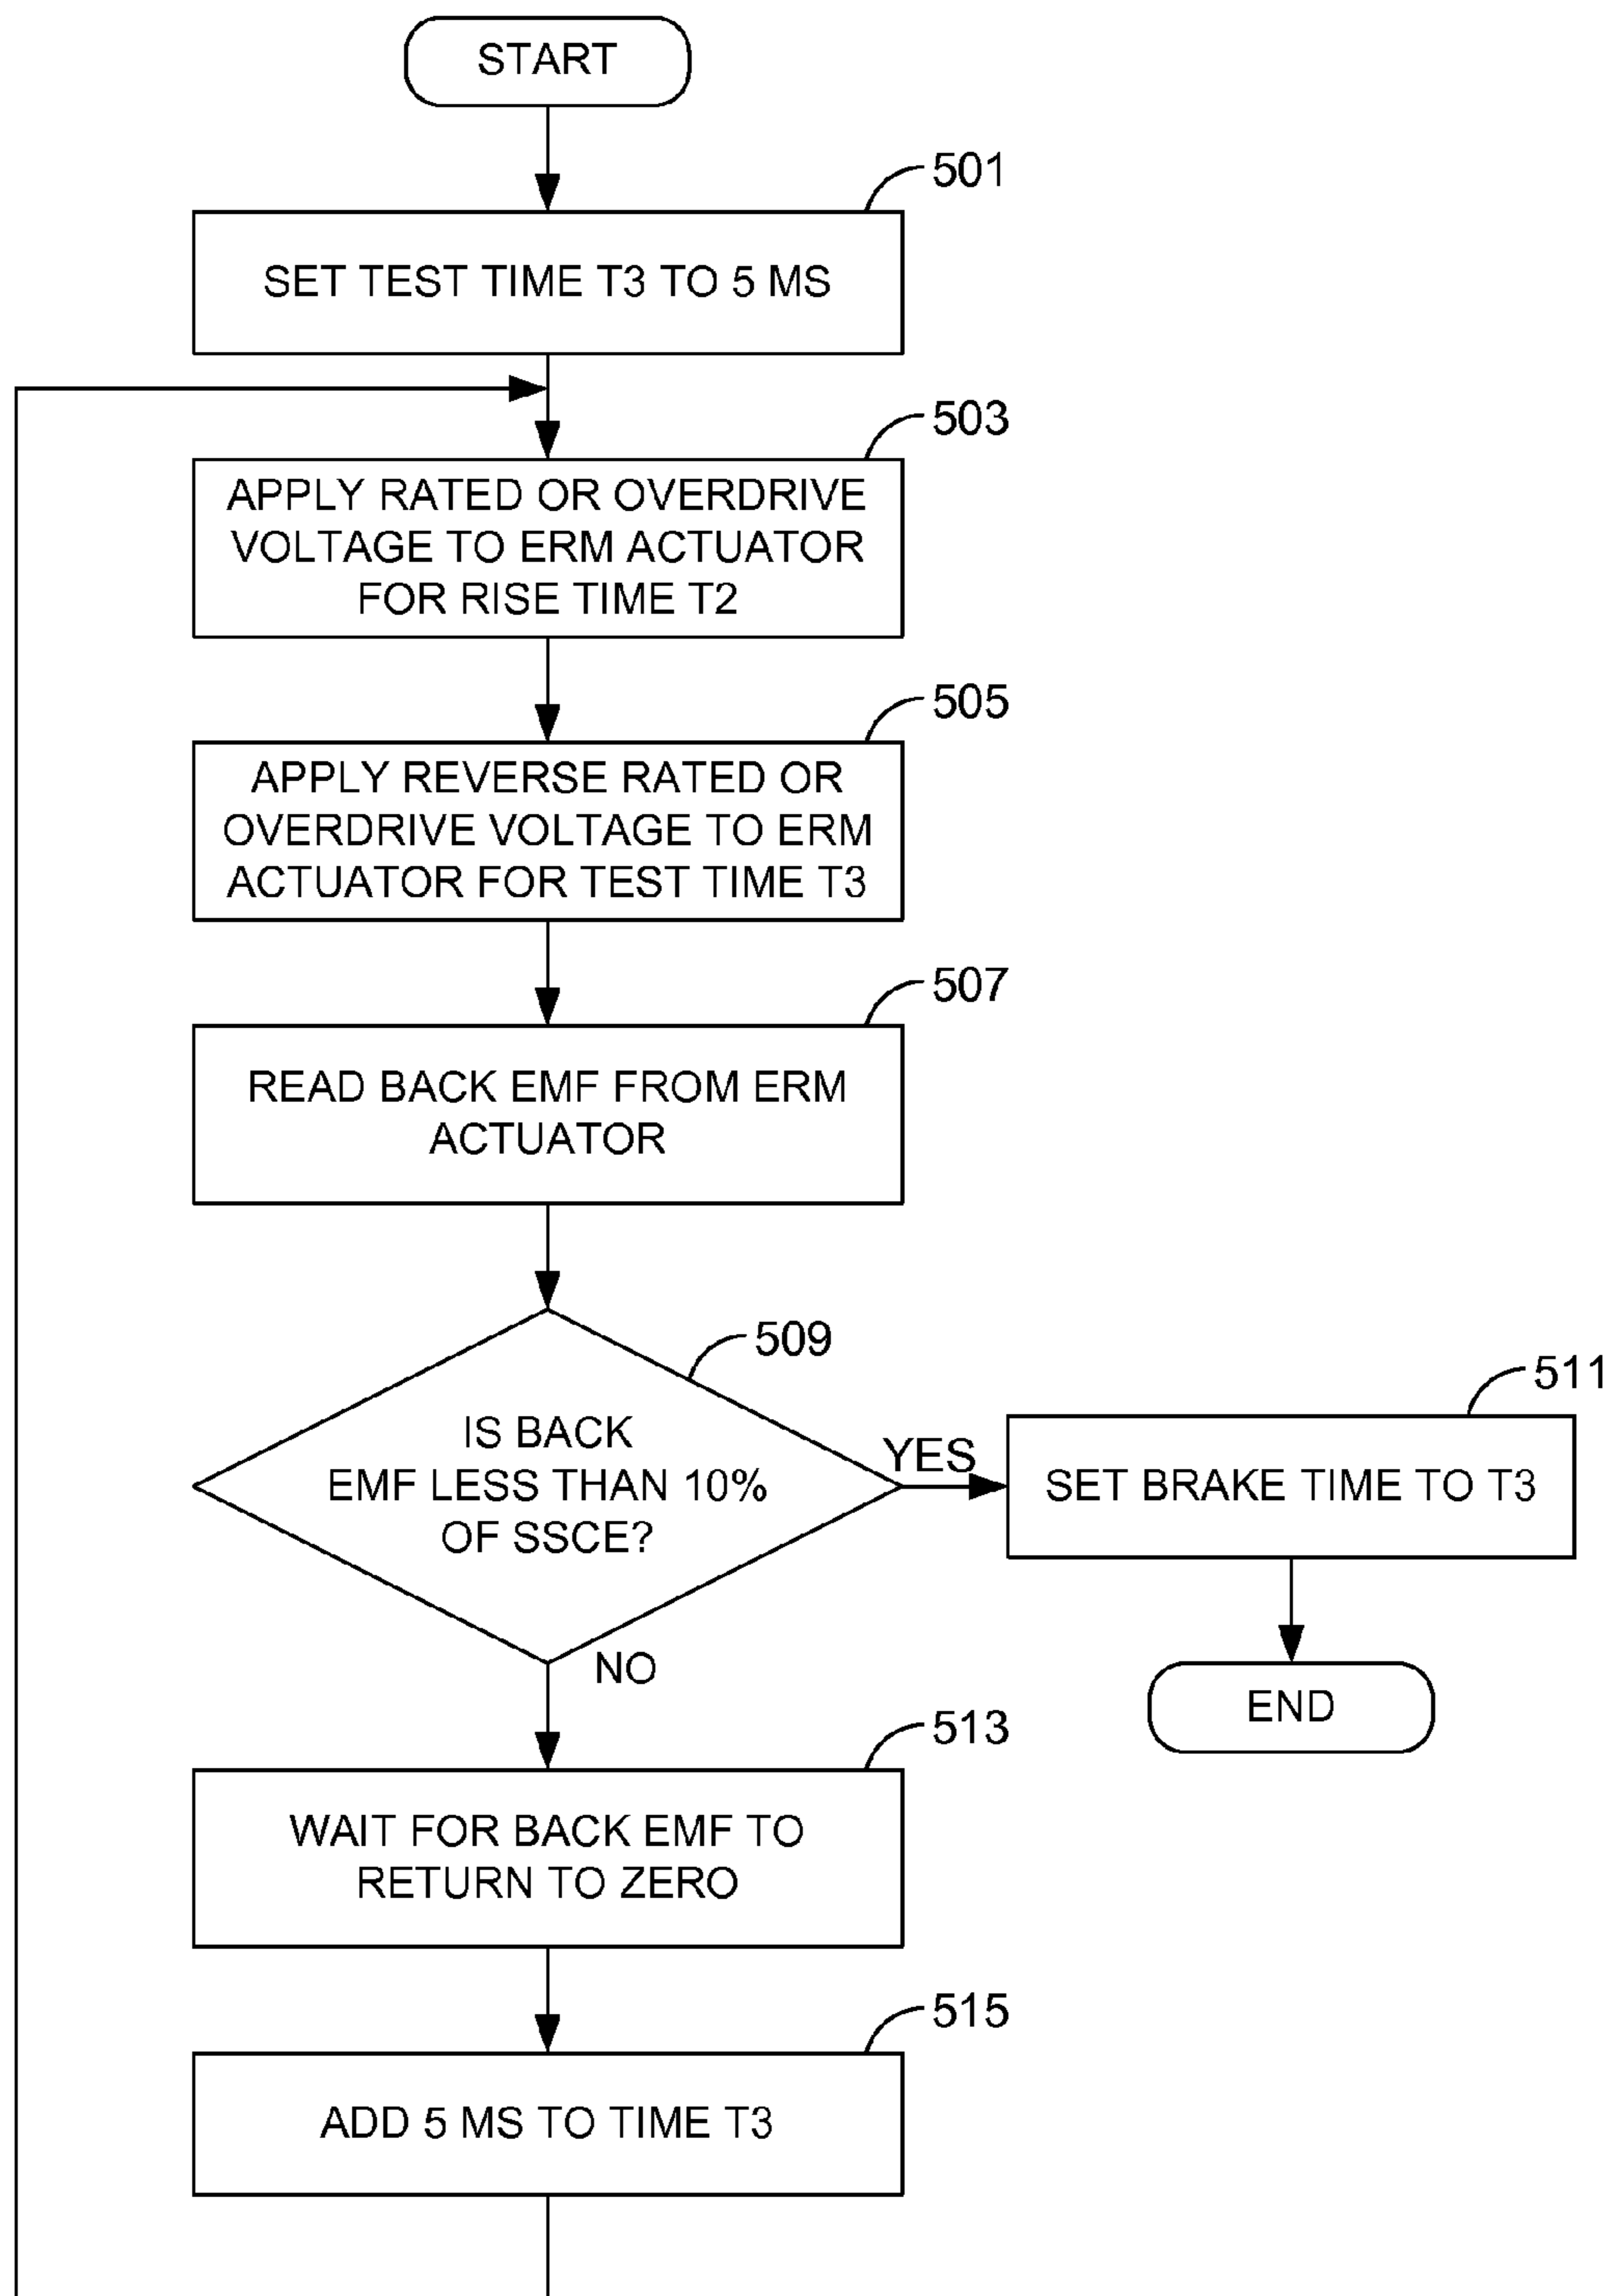 START
501
SET TEST TIME T3 TO 5 MS
503
APPLY RATED OR OVERDRIVE
VOLTAGE TO ERM ACTUATOR
FOR RISE TIME T2
505
APPLY REVERSE RATED OR
OVERDRIVE VOLTAGE TO ERM
ACTUATOR FOR TEST TIME T3
507
READ BACK EMF FROM ERM
ACTUATOR
509
IS BACK
EMF LESS THAN 10%
OF SSCE?
YES
511
SET BRAKE TIME TO T3
END
NO
513
WAIT FOR BACK EMF TO
RETURN TO ZERO
515
ADD 5 MS TO TIME T3